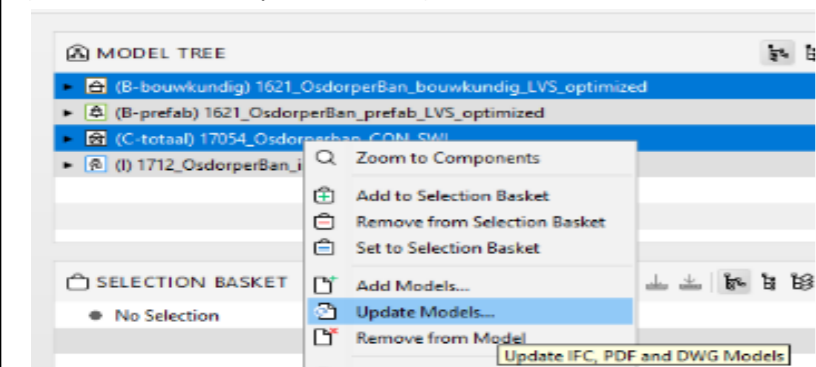 MODEL TREE
(B-bouwkundig) 1621_OsdorperBan_bouwkundig_LVS_optimized
(B-prefab) 1621_OsdorperBan_prefab_LVS_optimized
(C-totaal) 17054_Osdorperban_CON_SWI
(I) 1712_OsdorperBan_i
Zoom to Components
Add to Selection Basket
Remove from Selection Basket
Set to Selection Basket
SELECTION BASKET
Add Models...
No Selection
Update Models...
Remove from Model
Update IFC, PDF and DWG Models